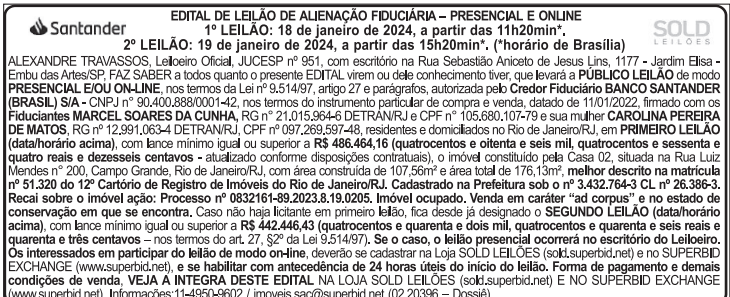 EDITAL DE LEILÃO DE ALIENAÇÃO FIDUCIÁRIA – PRESENCIAL E ONLINE
Santander
1º LEILÃO: 18 de janeiro de 2024, a partir das 11h20min*.
SOLD
LEILÕES
2º LEILÃO: 19 de janeiro de 2024, a partir das 15h20min*. (*horário de Brasília)
ALEXANDRE TRAVASSOS, Leiloeiro Oficial, JUCESP nº 951, com escritório na Rua Sebastião Aniceto de Jesus Lins, 1177 - Jardim Elisa -
Embu das Artes/SP, FAZ SABER a todos quanto o presente EDITAL virem ou dele conhecimento tiver, que levará a PÚBLICO LEILÃO de modo
PRESENCIAL E/OU ON-LINE, nos termos da Lei nº 9.514/97, artigo 27 e parágrafos, autorizada pelo Credor Fiduciário BANCO SANTANDER
(BRASIL) S/A - CNPJ n° 90.400.888/0001-42, nos termos do instrumento particular de compra e venda, datado de 11/01/2022, firmado com os
Fiduciantes MARCEL SOARES DA CUNHA, RG n° 21.015.964-6 DETRAN/RJ e CPF n° 105.680.107-79 e sua mulher CAROLINA PEREIRA
DE MATOS, RG n° 12.991.063-4 DETRAN/RJ, CPF nº 097.269.597-48, residentes e domiciliados no Rio de Janeiro/RJ, em PRIMEIRO LEILÃO
(data/horário acima), com lance mínimo igual ou superior a R$ 486.464,16 (quatrocentos e oitenta e seis mil, quatrocentos e sessenta e
quatro reais e dezesseis centavos - atualizado conforme disposições contratuais), o imóvel constituído pela Casa 02, situada na Rua Luiz
Mendes n° 200, Campo Grande, Rio de Janeiro/RJ, com área construída de 107,56m² e área total de 176,13m², melhor descrito na matrícula
nº 51.320 do 12º Cartório de Registro de Imóveis do Rio de Janeiro/RJ. Cadastrado na Prefeitura sob o nº 3.432.764-3 CL nº 26.386-3.
Recai sobre o imóvel ação: Processo nº 0832161-89.2023.8.19.0205. Imóvel ocupado. Venda em caráter “ad corpus” e no estado de
conservação em que se encontra. Caso não haja licitante em primeiro leilão, fica desde já designado o SEGUNDO LEILÃO (data/horário
acima), com lance mínimo igual ou superior a R$ 442.446,43 (quatrocentos e quarenta e dois mil, quatrocentos e quarenta e seis reais e
quarenta e três centavos – nos termos do art. 27, §2º da Lei 9.514/97). Se o caso, o leilão presencial ocorrerá no escritório do Leiloeiro.
Os interessados em participar do leilão de modo on-line, deverão se cadastrar na Loja SOLD LEILÕES (sold.superbid.net) e no SUPERBID
EXCHANGE (www.superbid.net), e se habilitar com antecedência de 24 horas úteis do início do leilão. Forma de pagamento e demais
condições de venda, VEJA A INTEGRA DESTE EDITAL NA LOJA SOLD LEILÕES (sold.superbid.net) E NO SUPERBID EXCHANGE
(www.superbid.net). Informações:11-4950-9602 / imoveis.sac@superbid.net (02.20396 – Dossiê)